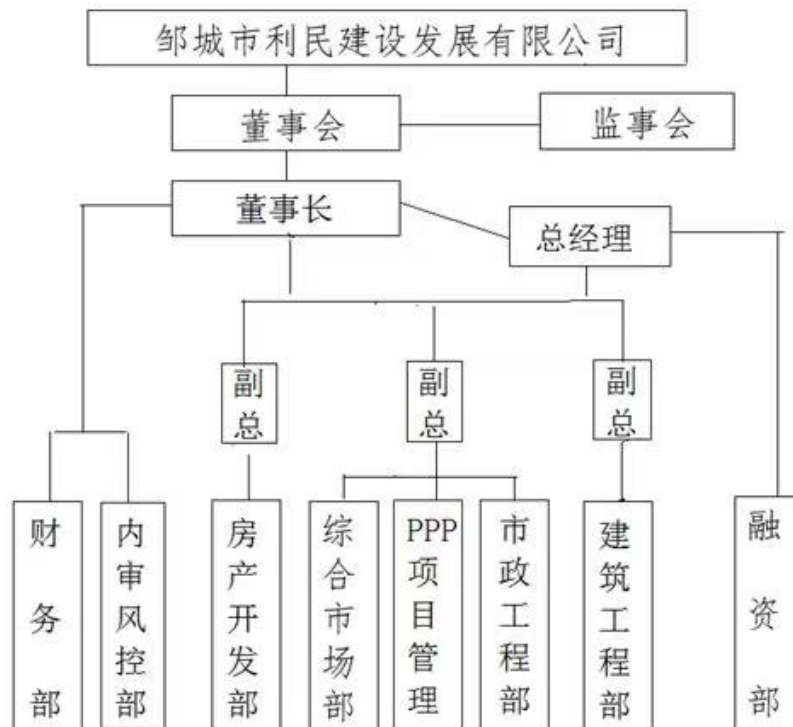 邹城市利民建设发展有限公司
董事会
监事会
董事长
总经理
副总
副总
副总
财务部
内审风控部
房产开发部
综合市场部
PPP项目管理
市政工程部
建筑工程部
融资部